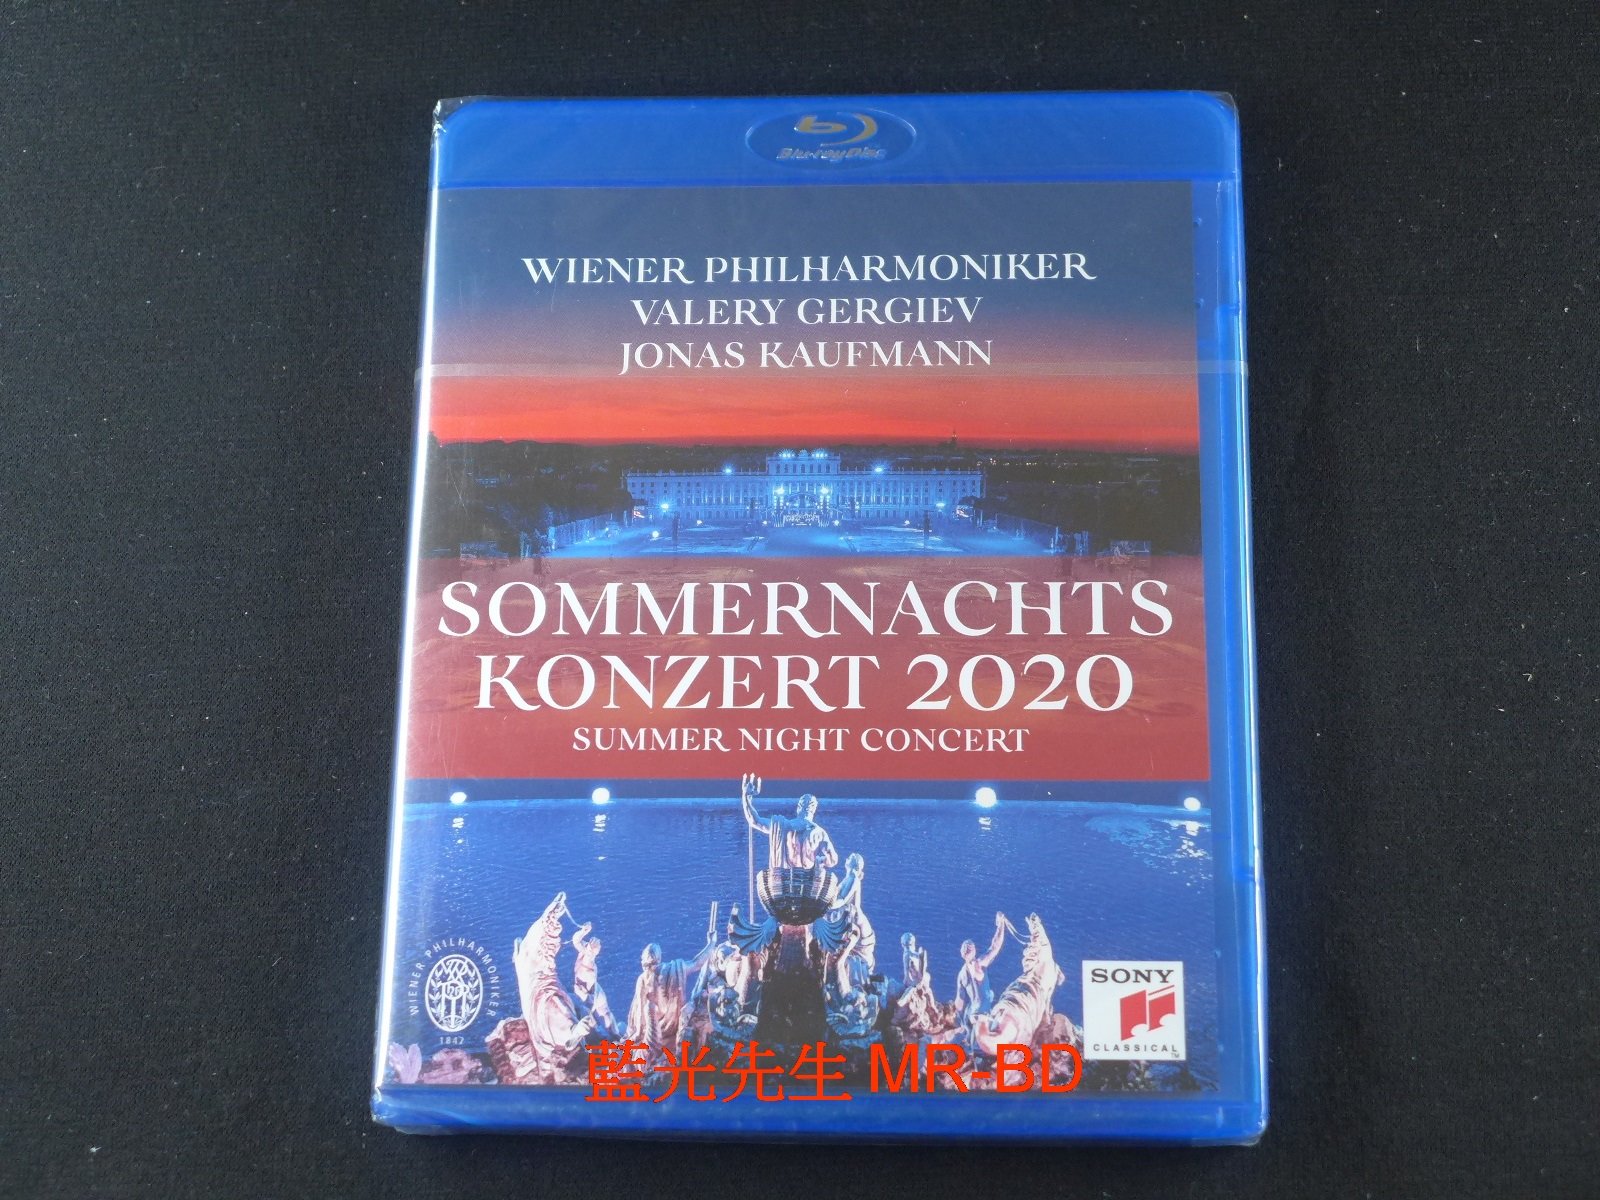 Blu-ray Disc
WIENER PHILHARMONIKER
VALERY GERGIEV
JONAS KAUFMANN
SOMMERNACHTS
KONZERT 2020
SUMMER NIGHT CONCERT
WIENER PHILHARMONIKER
1842
SONY
CLASSICAL™
藍光先生 MR-BD